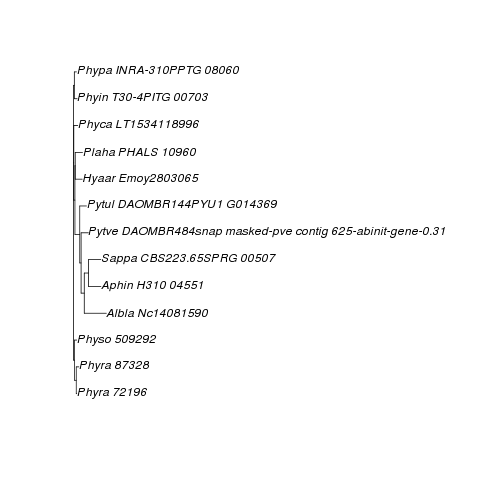 Phypa INRA-310PPTG 08060
Phyin T30-4PITG 00703
Phyca LT1534118996
Plaha PHALS 10960
Hyaar Emoy2803065
Pytul DAOMBR144PYU1 G014369
Pytve DAOMBR484snap masked-pve contig 625-abinit-gene-0.31
Sappa CBS223.65SPRG 00507
Aphin H310 04551
Albla Nc14081590
Physo 509292
Phyra 87328
Phyra 72196